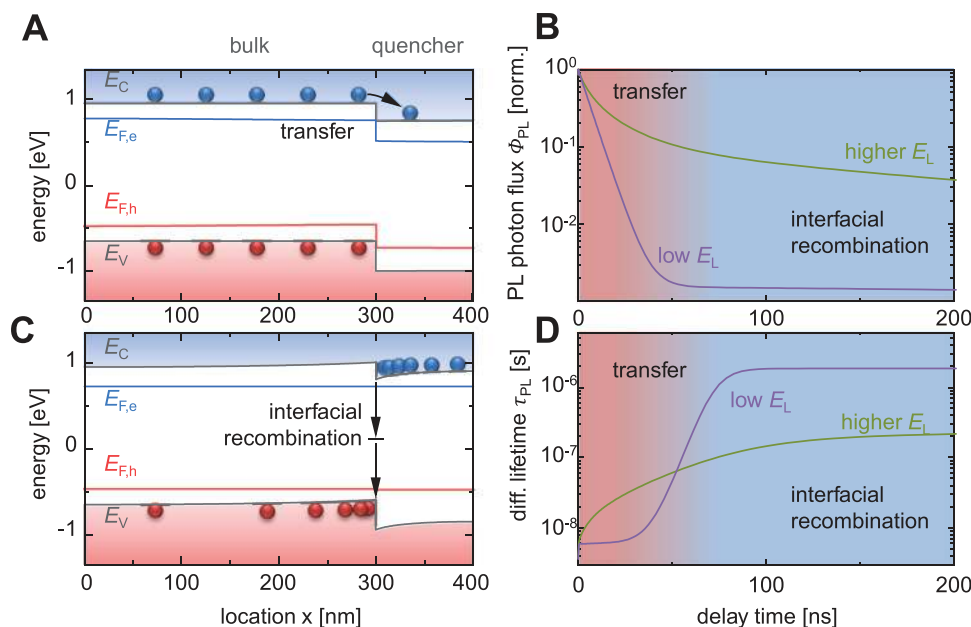 A
bulk
quencher
E_C
1
transfer
E_F,e
0
E_F,h
E_V
-1
energy [eV]
0
100
200
300
400
B
10^0
transfer
10^-1
higher E_L
10^-2
low E_L
interfacial
recombination
PL photon flux Φ_PL [norm.]
0
100
200
C
E_C
1
E_F,e
interfacial
recombination
0
E_F,h
E_V
-1
energy [eV]
0
100
200
300
400
location x [nm]
D
transfer
10^-6
low E_L
higher E_L
10^-7
interfacial
recombination
10^-8
diff. lifetime τ_PL [s]
0
100
200
delay time [ns]